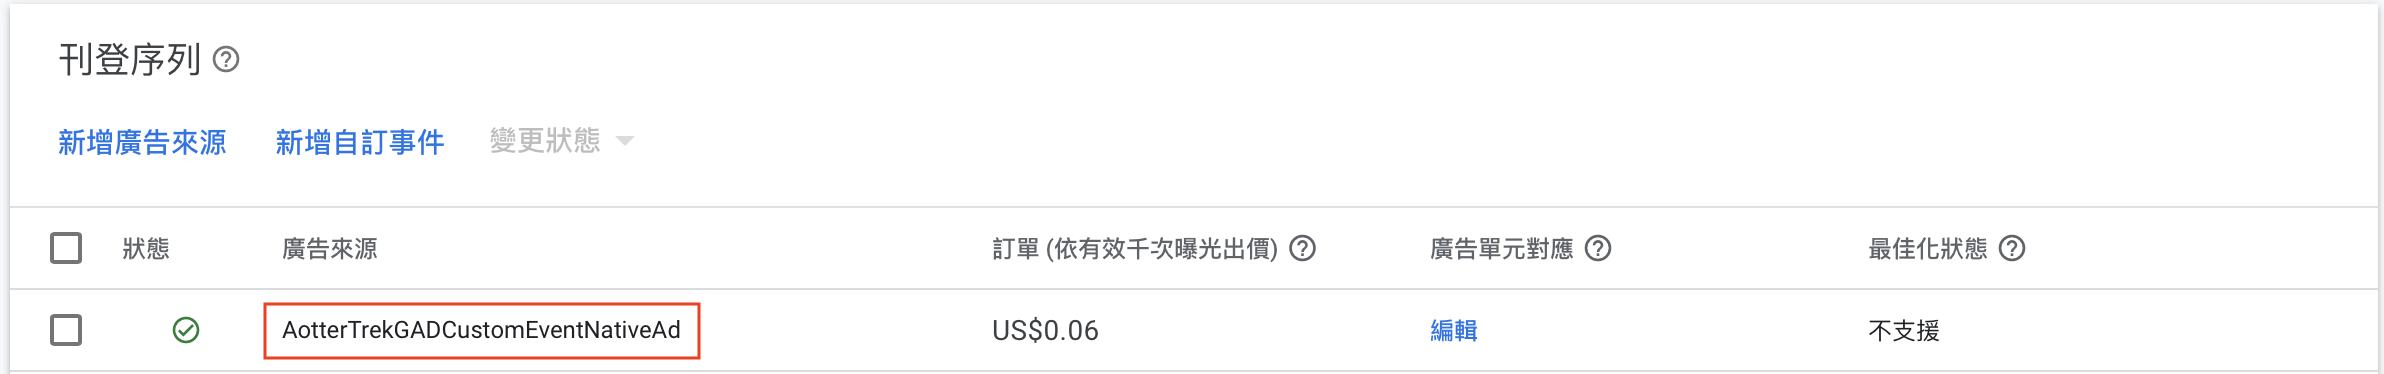 刊登序列
新增廣告來源 新增自訂事件 變更狀態
狀態 廣告來源 訂單 (依有效千次曝光出價) 廣告單元對應 最佳化狀態
AotterTrekGADCustomEventNativeAd US$0.06 編輯 不支援